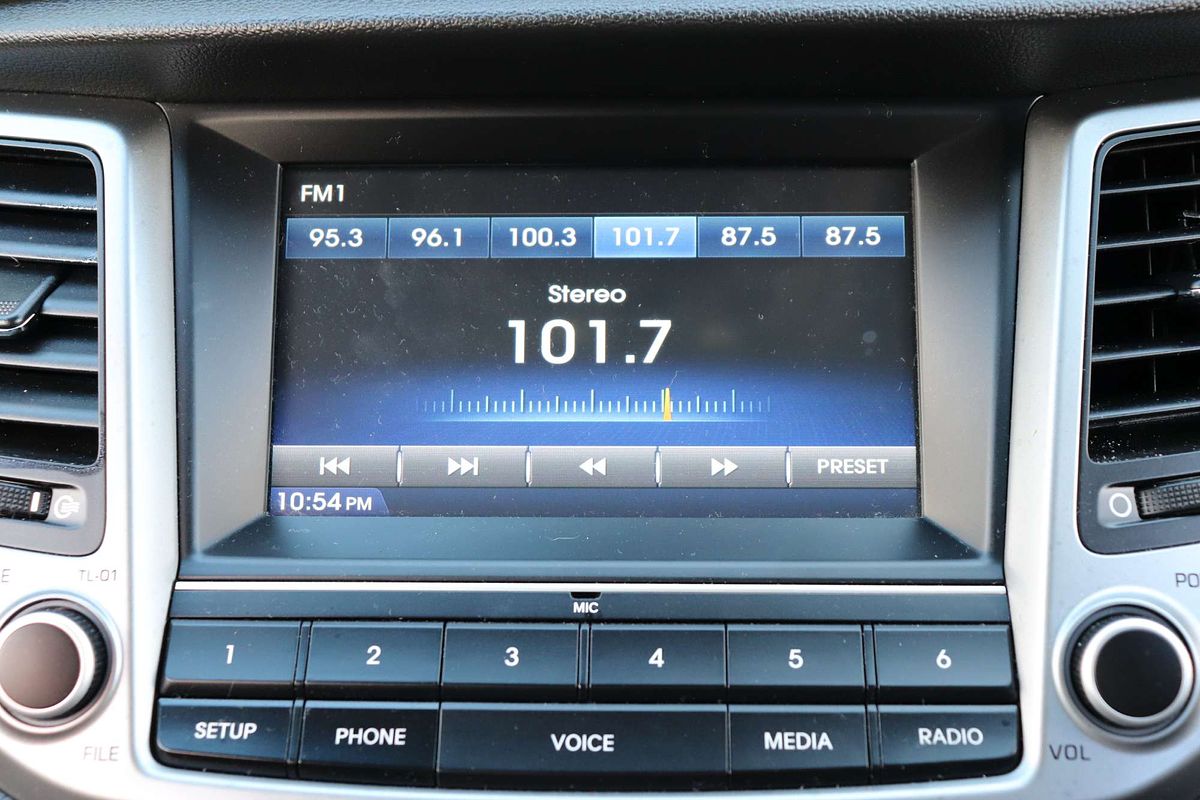 FM1
95.3 96.1 100.3 101.7 87.5 87.5
Stereo
101.7
PRESET
10:54 PM
TL-01
MIC
1 2 3 4 5 6
SETUP PHONE VOICE MEDIA RADIO
FILE VOL